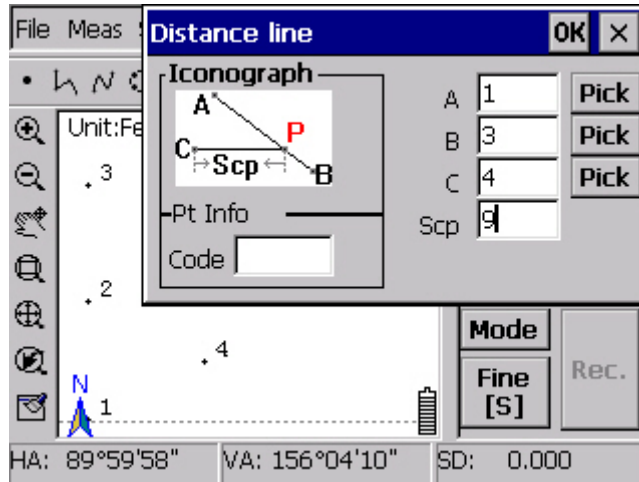 File Meas
Distance line OK ×
Iconograph
A
P
C
Scp
B
Pt Info
Code
A 1 Pick
B 3 Pick
C 4 Pick
Scp 9
Unit:Fe
3
2
4
N
1
Mode
Fine
[S]
Rec.
HA: 89°59'58" VA: 156°04'10" SD: 0.000